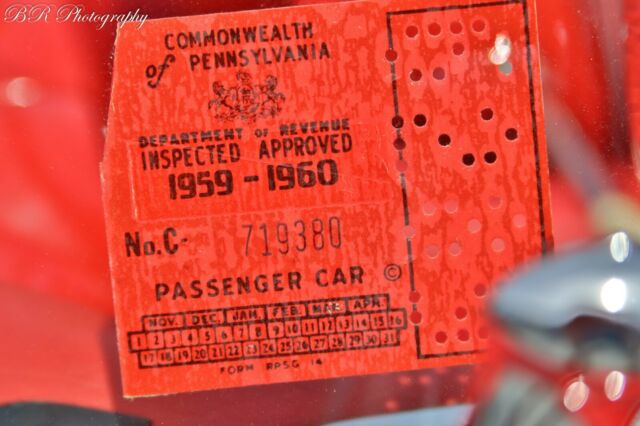 BR Photography
COMMONWEALTH
of PENNSYLVANIA
DEPARTMENT OF REVENUE
INSPECTED APPROVED
1959 - 1960
No. C- 719380
PASSENGER CAR ©
NOV. DEC. JAN. FEB. MAR. APR.
1 2 3 4 5 6 7 8 9 10 11 12 13 14 15 16
17 18 19 20 21 22 23 24 25 26 27 28 29 30 31
FORM RPSG 14